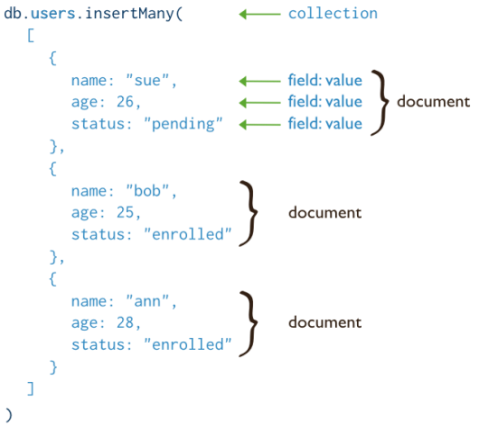 db.users.insertMany( collection
[
{
name: "sue", field: value
age: 26, field: value document
status: "pending" field: value
},
{
name: "bob",
age: 25, document
status: "enrolled"
},
{
name: "ann",
age: 28, document
status: "enrolled"
}
]
)